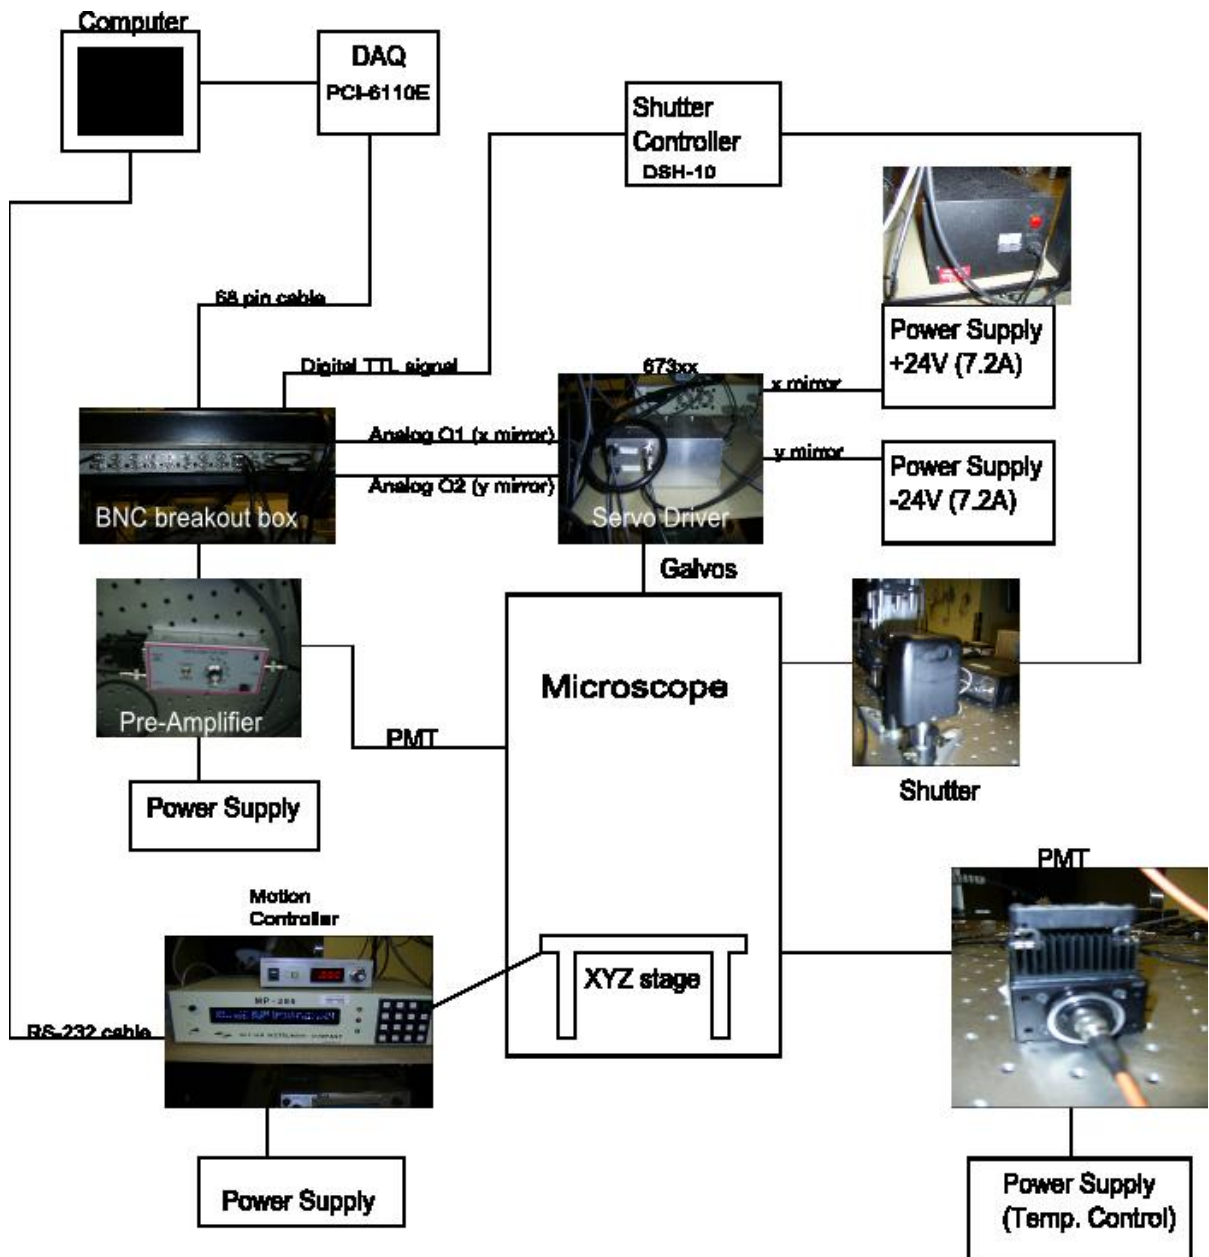 Computer
DAQ
PCI-6110E
Shutter
Controller
DSH-10
68 pin cable
Digital TTL signal
673xx
x mirror
Power Supply
+24V (7.2A)
Analog O1 (x mirror)
Analog O2 (y mirror)
y mirror
Power Supply
-24V (7.2A)
BNC breakout box
Servo Driver
Galvos
Microscope
Pre-Amplifier
PMT
Shutter
Power Supply
PMT
Motion
Controller
XYZ stage
RS-232 cable
Power Supply
Power Supply
(Temp. Control)